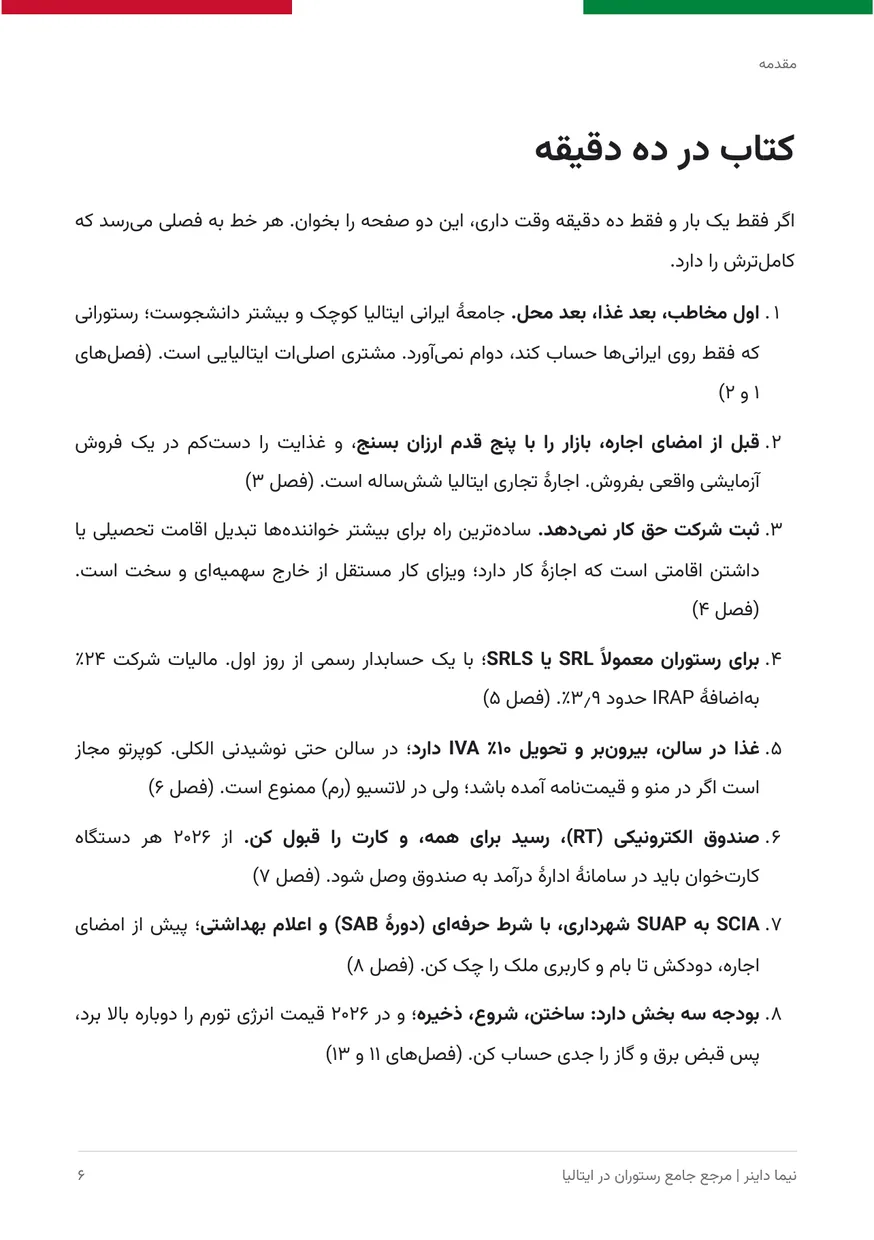 مقدمه
کتاب در ده دقیقه
اگر فقط یک بار و فقط ده دقیقه وقت داری، این دو صفحه را بخوان. هر خط به فصلی می‌رسد که
کامل‌ترش را دارد.
۱. اول مخاطب، بعد غذا، بعد محل. جامعهٔ ایرانی ایتالیا کوچک و بیشتر دانشجوست؛ رستورانی
که فقط روی ایرانی‌ها حساب کند، دوام نمی‌آورد. مشتری اصلی‌ات ایتالیایی است. (فصل‌های
۱ و ۲)
۲. قبل از امضای اجاره، بازار را با پنج قدم ارزان بسنج، و غذایت را دست‌کم در یک فروش
آزمایشی واقعی بفروش. اجارهٔ تجاری ایتالیا شش‌ساله است. (فصل ۳)
۳. ثبت شرکت حق کار نمی‌دهد. ساده‌ترین راه برای بیشتر خواننده‌ها تبدیل اقامت تحصیلی یا
داشتن اقامتی است که اجازهٔ کار دارد؛ ویزای کار مستقل از خارج سهمیه‌ای و سخت است.
(فصل ۴)
۴. برای رستوران معمولاً SRL یا SRLS؛ با یک حسابدار رسمی از روز اول. مالیات شرکت ۲۴٪
به‌اضافهٔ IRAP حدود ۳٫۹٪. (فصل ۵)
۵. غذا در سالن، بیرون‌بر و تحویل ۱۰٪ IVA دارد؛ در سالن حتی نوشیدنی الکلی. کوپرتو مجاز
است اگر در منو و قیمت‌نامه آمده باشد؛ ولی در لاتسیو (رم) ممنوع است. (فصل ۶)
۶. صندوق الکترونیکی (RT)، رسید برای همه، و کارت را قبول کن. از ۲۰۲۶ هر دستگاه
کارت‌خوان باید در سامانهٔ ادارهٔ درآمد به صندوق وصل شود. (فصل ۷)
۷. SCIA به SUAP شهرداری، با شرط حرفه‌ای (دورهٔ SAB) و اعلام بهداشتی؛ پیش از امضای
اجاره، دودکش تا بام و کاربری ملک را چک کن. (فصل ۸)
۸. بودجه سه بخش دارد: ساختن، شروع، ذخیره؛ و در ۲۰۲۶ قیمت انرژی تورم را دوباره بالا برد،
پس قبض برق و گاز را جدی حساب کن. (فصل‌های ۱۱ و ۱۳)
نیما داینر | مرجع جامع رستوران در ایتالیا
۶